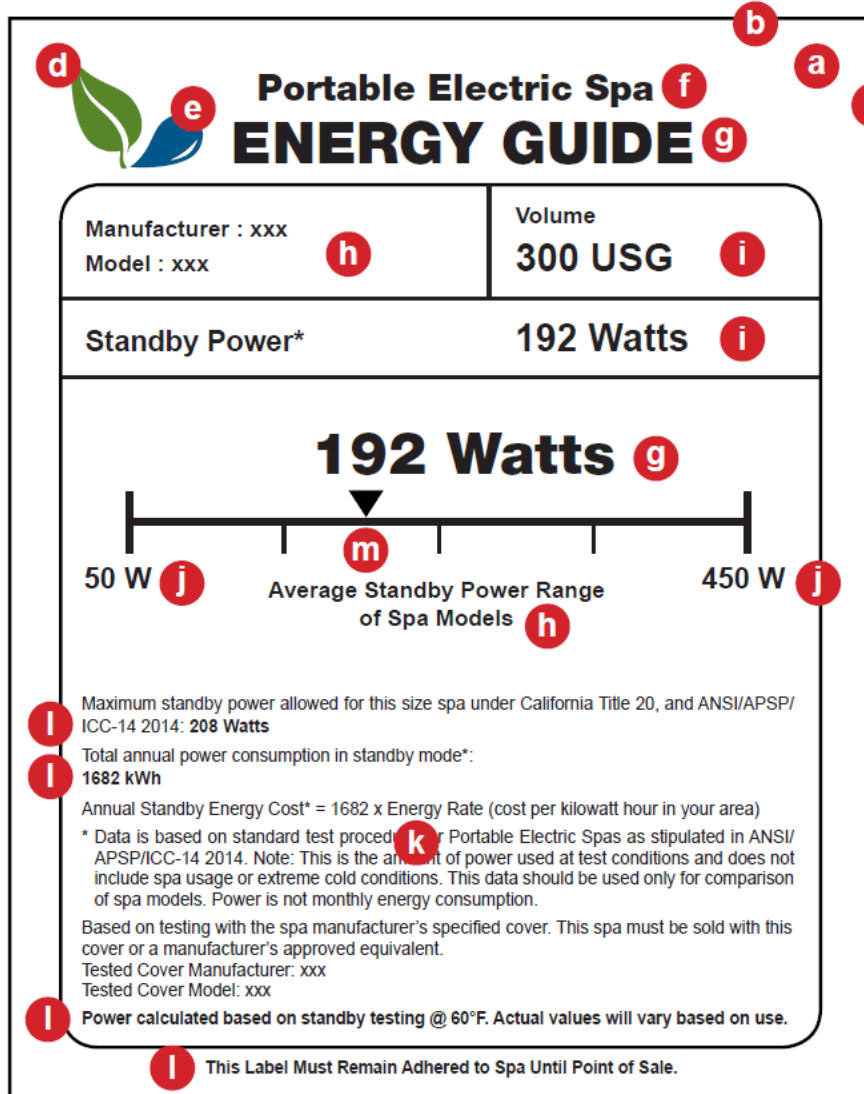 b
d
a
Portable Electric Spa f
e
ENERGY GUIDE g
Manufacturer : xxx
Model : xxx
h
Volume
300 USG i
Standby Power* 192 Watts i
192 Watts g
m
50 W j
450 W j
Average Standby Power Range
of Spa Models h
Maximum standby power allowed for this size spa under California Title 20, and ANSI/APSP/
l ICC-14 2014: 208 Watts
Total annual power consumption in standby mode*:
l 1682 kWh
Annual Standby Energy Cost* = 1682 x Energy Rate (cost per kilowatt hour in your area)
* Data is based on standard test k Portable Electric Spas as stipulated in ANSI/
APSP/ICC-14 2014. Note: This is the of power used at test conditions and does not
include spa usage or extreme cold conditions. This data should be used only for comparison
of spa models. Power is not monthly energy consumption.
Based on testing with the spa manufacturer's specified cover. This spa must be sold with this
cover or a manufacturer's approved equivalent.
Tested Cover Manufacturer: xxx
Tested Cover Model: xxx
l Power calculated based on standby testing @ 60°F. Actual values will vary based on use.
l This Label Must Remain Adhered to Spa Until Point of Sale.